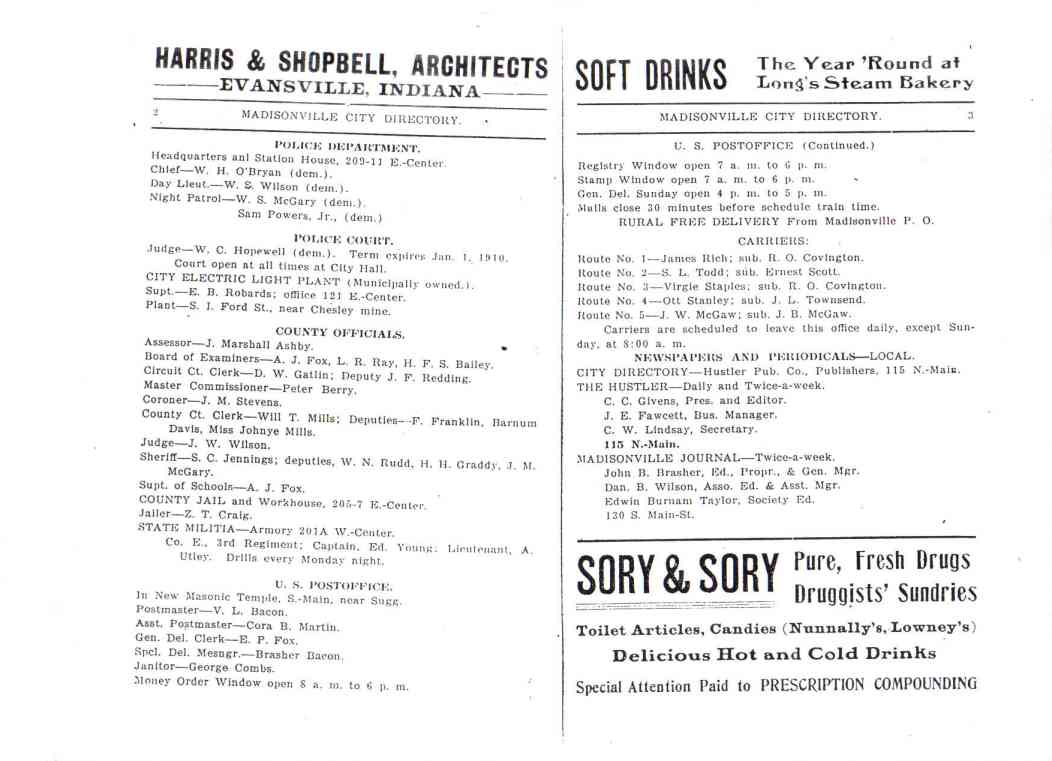 HARRIS & SHOPBELL, ARCHITECTS
EVANSVILLE, INDIANA
2 MADISONVILLE CITY DIRECTORY.
POLICE DEPARTMENT.
Headquarters anl Station House, 209-11 E.-Center.
Chief—W. H. O'Bryan (dem.).
Day Lieut.—W. S. Wilson (dem.).
Night Patrol—W. S. McGary (dem.).
Sam Powers, Jr., (dem.)
POLICE COURT.
Judge—W. C. Hopewell (dem.). Term expires Jan. 1, 1910.
Court open at all times at City Hall.
CITY ELECTRIC LIGHT PLANT (Municipally owned.).
Supt.—E. B. Robards; office 121 E.-Center.
Plant—S. I. Ford St., near Chesley mine.
COUNTY OFFICIALS.
Assessor—J. Marshall Ashby.
Board of Examiners—A. J. Fox, L. R. Ray, H. F. S. Bailey.
Circuit Ct. Clerk—D. W. Gatlin; Deputy J. F. Redding.
Master Commissioner—Peter Berry.
Coroner—J. M. Stevens.
County Ct. Clerk—Will T. Mills; Deputies—F. Franklin, Barnum
Davis, Miss Johnye Mills.
Judge—J. W. Wilson.
Sheriff—S. C. Jennings; deputies, W. N. Rudd, H. H. Graddy, J. M.
McGary.
Supt. of Schools—A. J. Fox.
COUNTY JAIL and Workhouse, 205-7 E.-Center.
Jailer—Z. T. Craig.
STATE MILITIA—Armory 201A W.-Center.
Co. E., 3rd Regiment; Captain, Ed. Young; Lieutenant, A.
Utley. Drills every Monday night.
U. S. POSTOFFICE.
In New Masonic Temple, S.-Main, near Sugg.
Postmaster—V. L. Bacon.
Asst. Postmaster—Cora B. Martin.
Gen. Del. Clerk—E. P. Fox.
Spcl. Del. Mesngr.—Brasher Bacon.
Janitor—George Combs.
Money Order Window open 8 a. m. to 6 p. m.
SOFT DRINKS The Year 'Round at
Long's Steam Bakery
MADISONVILLE CITY DIRECTORY. 3
U. S. POSTOFFICE (Continued.)
Registry Window open 7 a. m. to 6 p. m.
Stamp Window open 7 a. m. to 6 p. m.
Gen. Del. Sunday open 4 p. m. to 5 p. m.
Mails close 30 minutes before schedule train time.
RURAL FREE DELIVERY From Madisonville P. O.
CARRIERS:
Route No. 1—James Rich; sub. R. O. Covington.
Route No. 2—S. L. Todd; sub. Ernest Scott.
Route No. 3—Virgie Staples; sub. R. O. Covington.
Route No. 4—Ott Stanley; sub. J. L. Townsend.
Route No. 5—J. W. McGaw; sub. J. B. McGaw.
Carriers are scheduled to leave this office daily, except Sun-
day, at 8:00 a. m.
NEWSPAPERS AND PERIODICALS—LOCAL.
CITY DIRECTORY—Hustler Pub. Co., Publishers, 115 N.-Main.
THE HUSTLER—Daily and Twice-a-week.
C. C. Givens, Pres. and Editor.
J. E. Fawcett, Bus. Manager.
C. W. Lindsay, Secretary.
115 N.-Main.
MADISONVILLE JOURNAL—Twice-a-week.
John B. Brasher, Ed., Propr., & Gen. Mgr.
Dan. B. Wilson, Asso. Ed. & Asst. Mgr.
Edwin Burnam Taylor, Society Ed.
130 S. Main-St.
SORY & SORY Pure, Fresh Drugs
Druggists' Sundries
Toilet Articles, Candies (Nunnally's, Lowney's)
Delicious Hot and Cold Drinks
Special Attention Paid to PRESCRIPTION COMPOUNDING